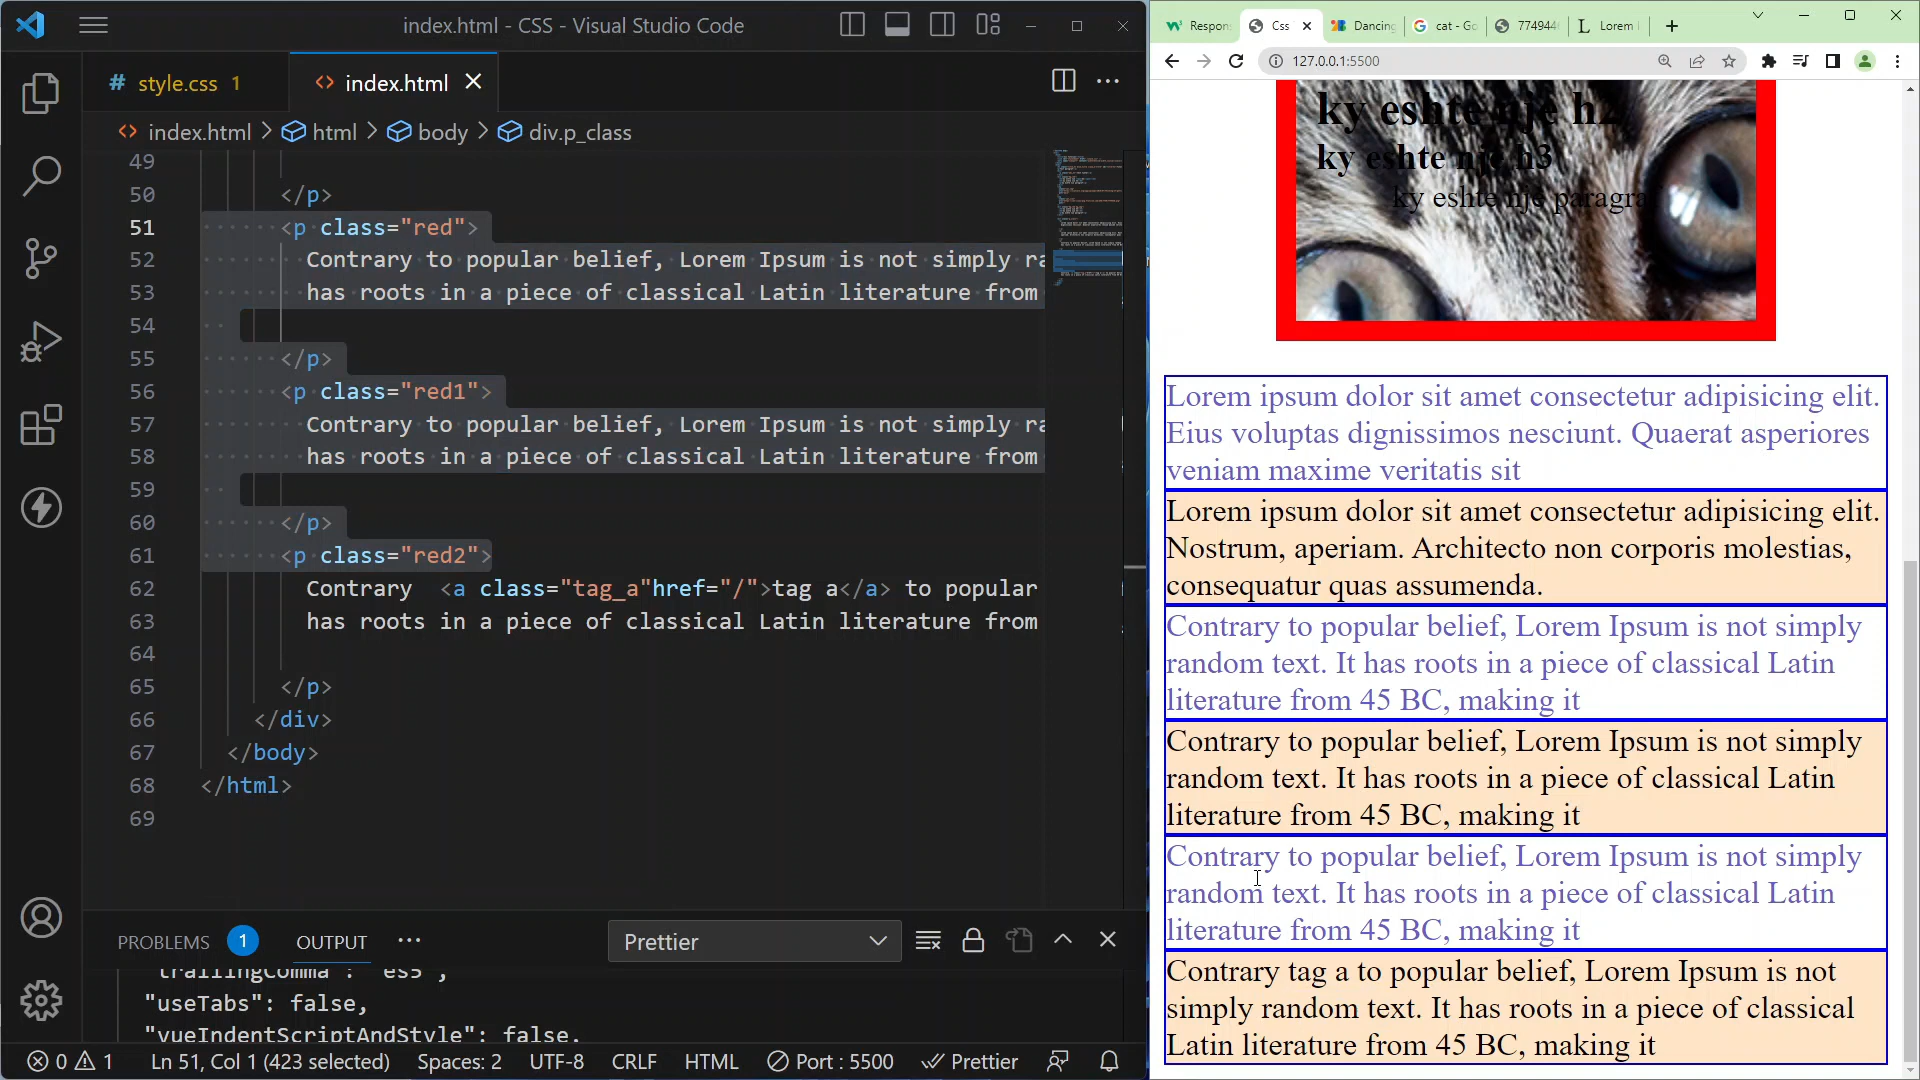 index.html - CSS - Visual Studio Code
style.css 1
index.html
index.html > html > body > div.p_class
49
50 </p>
51 <p class="red">
52 Contrary to popular belief, Lorem Ipsum is not simply
53 has roots in a piece of classical Latin literature from
54
55 </p>
56 <p class="red1">
57 Contrary to popular belief, Lorem Ipsum is not simply
58 has roots in a piece of classical Latin literature from
59
60 </p>
61 <p class="red2">
62 Contrary <a class="tag_a"href="/">tag a</a> to popular
63 has roots in a piece of classical Latin literature from
64
65 </p>
66 </div>
67 </body>
68 </html>
69
PROBLEMS 1 OUTPUT ... Prettier
"trailingComma": "es5",
"useTabs": false,
"vueIndentScriptAndStyle": false,
0 1 Ln 51, Col 1 (423 selected) Spaces: 2 UTF-8 CRLF HTML Port : 5500 Prettier
Respons Css Dancing cat - Go 774944 Lorem
127.0.0.1:5500
ky eshte nje h2
ky eshte nje h3
ky eshte nje paragra
Lorem ipsum dolor sit amet consectetur adipisicing elit.
Eius voluptas dignissimos nesciunt. Quaerat asperiores
veniam maxime veritatis sit
Lorem ipsum dolor sit amet consectetur adipisicing elit.
Nostrum, aperiam. Architecto non corporis molestias,
consequatur quas assumenda.
Contrary to popular belief, Lorem Ipsum is not simply
random text. It has roots in a piece of classical Latin
literature from 45 BC, making it
Contrary to popular belief, Lorem Ipsum is not simply
random text. It has roots in a piece of classical Latin
literature from 45 BC, making it
Contrary to popular belief, Lorem Ipsum is not simply
random text. It has roots in a piece of classical Latin
literature from 45 BC, making it
Contrary tag a to popular belief, Lorem Ipsum is not
simply random text. It has roots in a piece of classical
Latin literature from 45 BC, making it